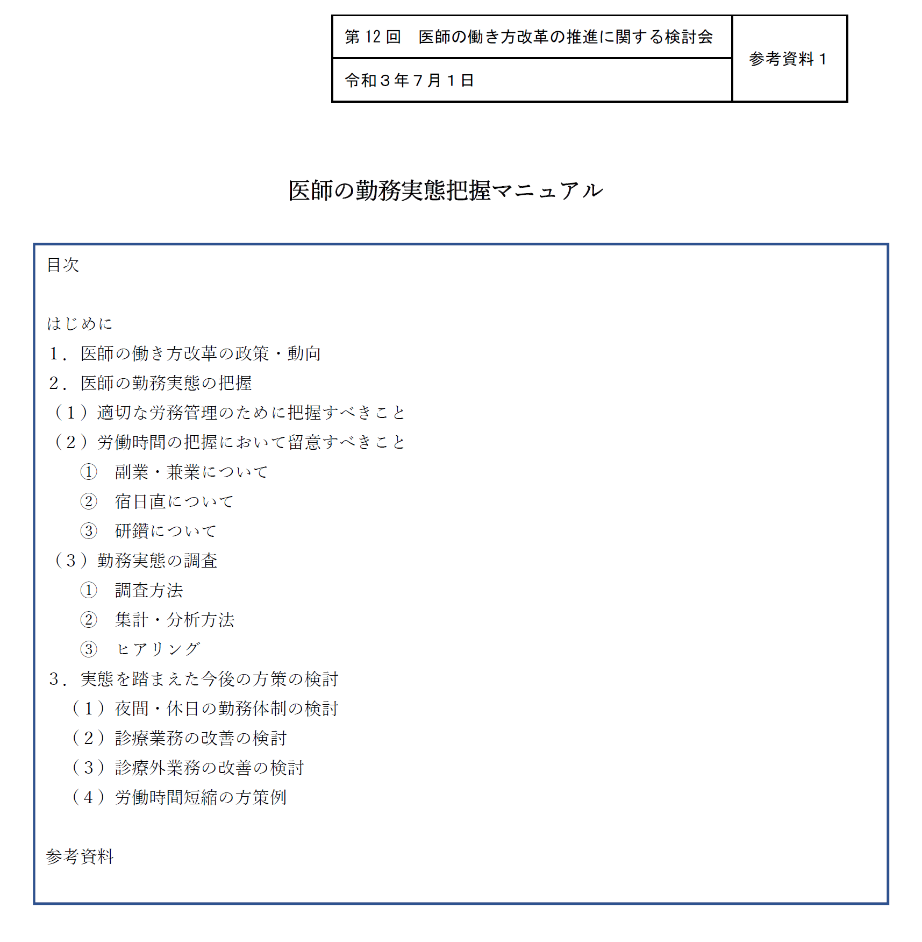 第 12 回　医師の働き方改革の推進に関する検討会
参考資料１
令和３年７月１日
医師の勤務実態把握マニュアル
目次
はじめに
１．医師の働き方改革の政策・動向
２．医師の勤務実態の把握
（１）適切な労務管理のために把握すべきこと
（２）労働時間の把握において留意すべきこと
①　副業・兼業について
②　宿日直について
③　研鑽について
（３）勤務実態の調査
①　調査方法
②　集計・分析方法
③　ヒアリング
３．実態を踏まえた今後の方策の検討
（１）夜間・休日の勤務体制の検討
（２）診療業務の改善の検討
（３）診療外業務の改善の検討
（４）労働時間短縮の方策例
参考資料